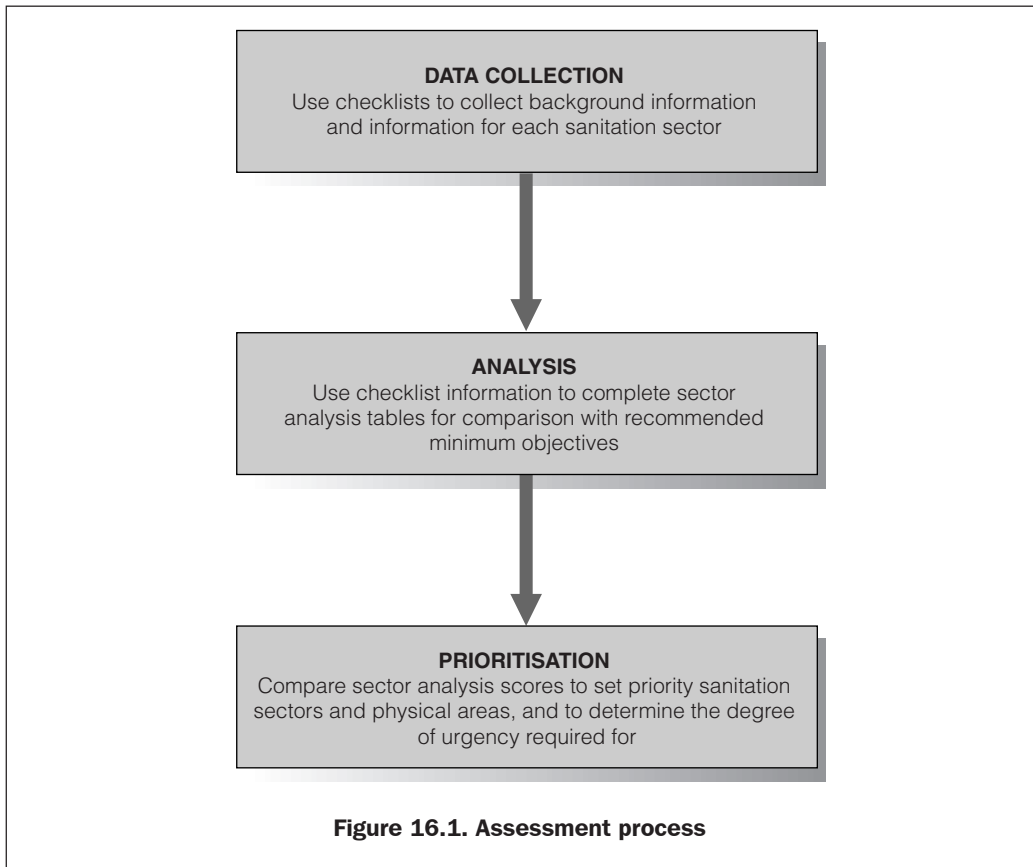 DATA COLLECTION
Use checklists to collect background information
and information for each sanitation sector
ANALYSIS
Use checklist information to complete sector
analysis tables for comparison with recommended
minimum objectives
PRIORITISATION
Compare sector analysis scores to set priority sanitation
sectors and physical areas, and to determine the degree
of urgency required for
Figure 16.1. Assessment process